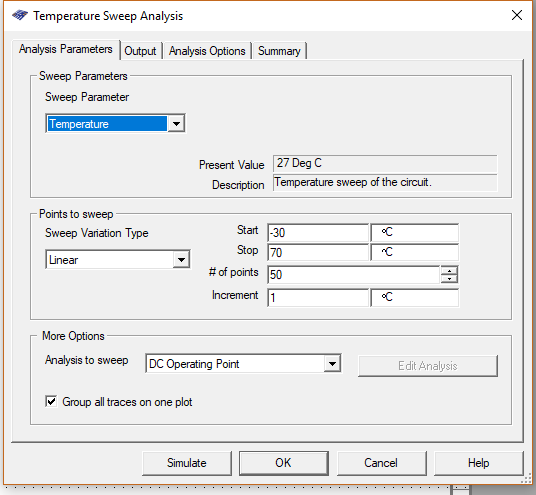 Temperature Sweep Analysis
Analysis Parameters Output Analysis Options Summary
Sweep Parameters
Sweep Parameter
Temperature
Present Value 27 Deg C
Description Temperature sweep of the circuit.
Points to sweep
Sweep Variation Type
Linear
Start -30 ºC
Stop 70 ºC
# of points 50
Increment 1 ºC
More Options
Analysis to sweep DC Operating Point Edit Analysis
Group all traces on one plot
Simulate OK Cancel Help